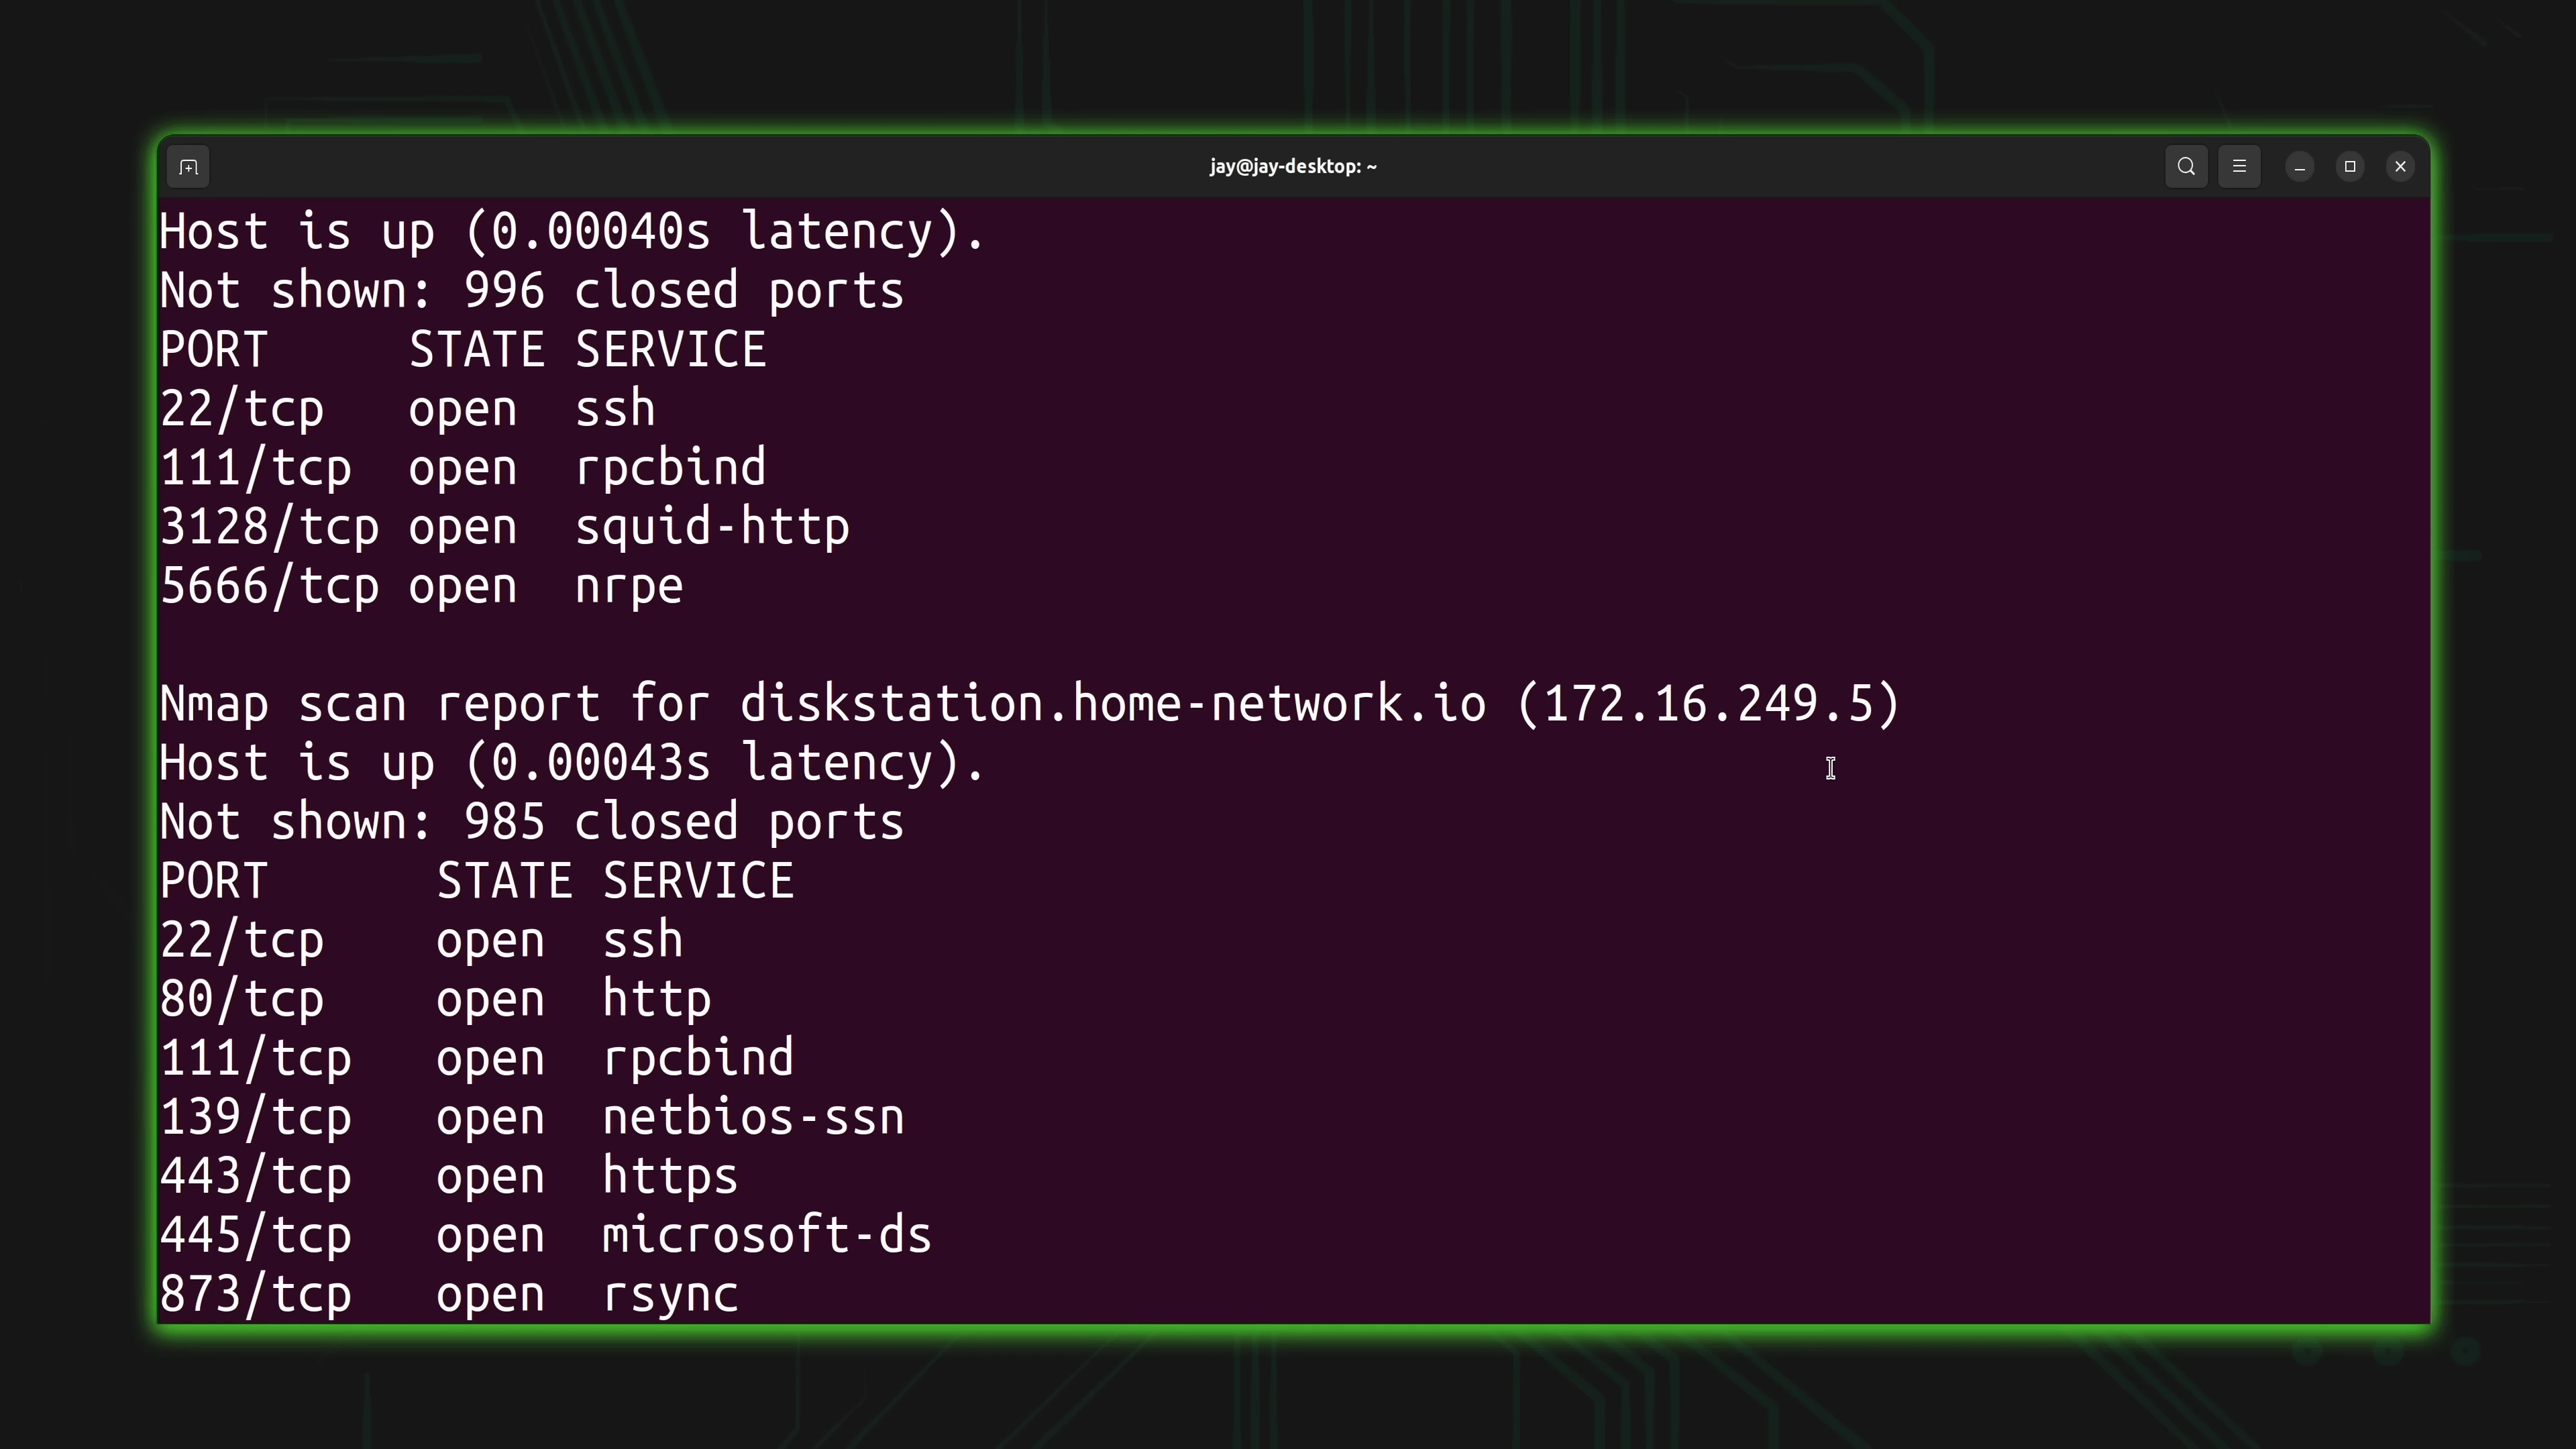 jay@jay-desktop: ~
Host is up (0.00040s latency).
Not shown: 996 closed ports
PORT     STATE SERVICE
22/tcp   open  ssh
111/tcp  open  rpcbind
3128/tcp open  squid-http
5666/tcp open  nrpe
Nmap scan report for diskstation.home-network.io (172.16.249.5)
Host is up (0.00043s latency).
Not shown: 985 closed ports
PORT      STATE SERVICE
22/tcp    open  ssh
80/tcp    open  http
111/tcp   open  rpcbind
139/tcp   open  netbios-ssn
443/tcp   open  https
445/tcp   open  microsoft-ds
873/tcp   open  rsync